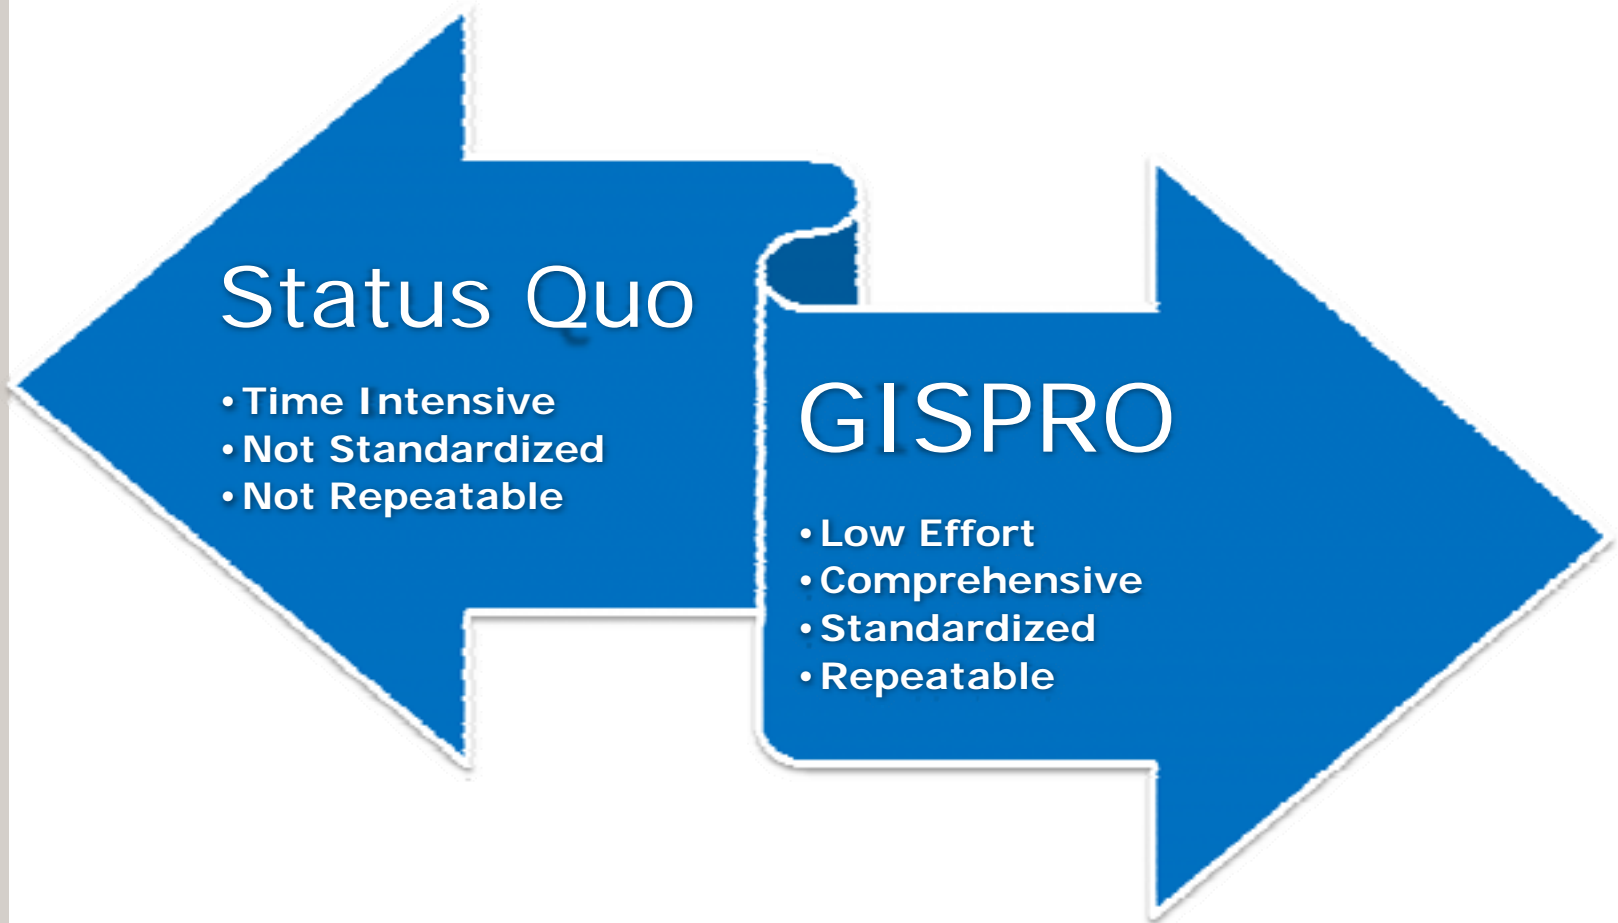 Status Quo
• Time Intensive
• Not Standardized
• Not Repeatable
GISPRO
• Low Effort
• Comprehensive
• Standardized
• Repeatable